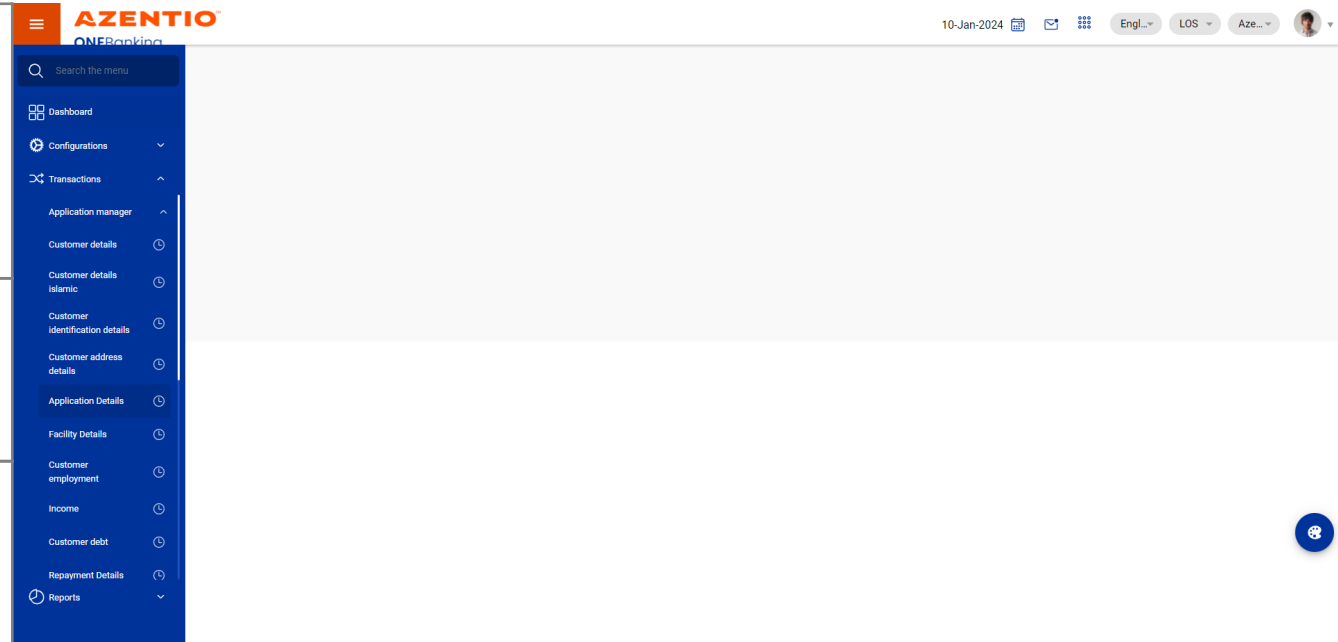 AZENTIO™
ONEBanking
10-Jan-2024
Engl...
LOS
Aze...
Search the menu
Dashboard
Configurations
Transactions
Application manager
Customer details
Customer details
islamic
Customer
identification details
Customer address
details
Application Details
Facility Details
Customer
employment
Income
Customer debt
Repayment Details
Reports